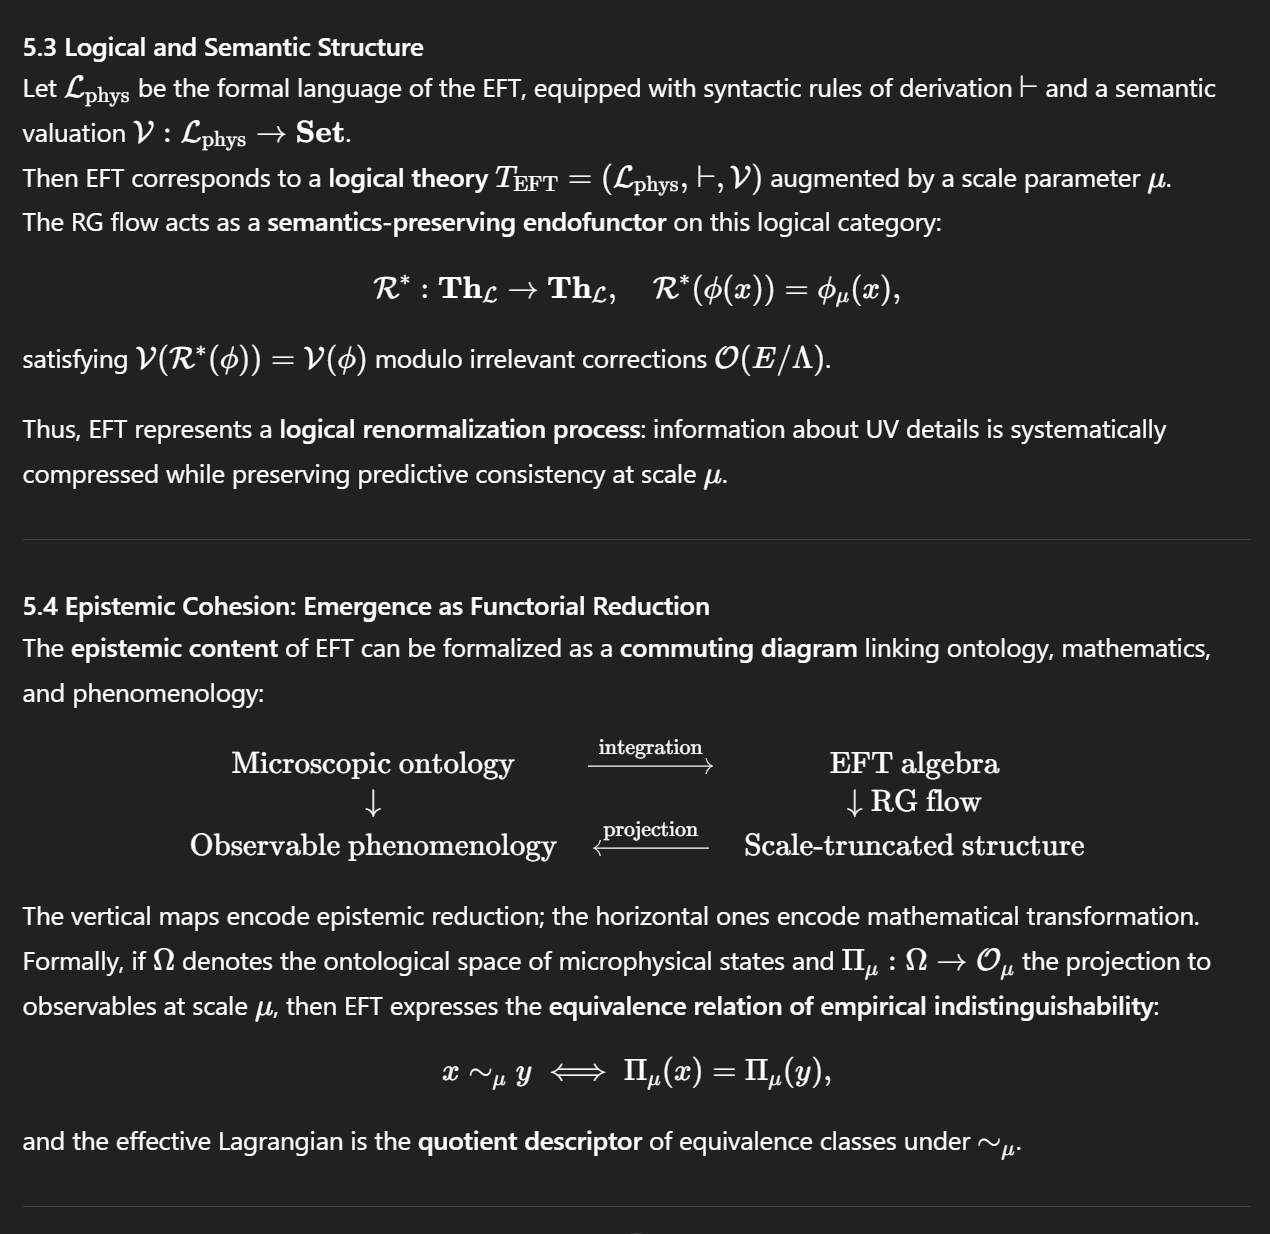 5.3 Logical and Semantic Structure
Let 𝓛phys be the formal language of the EFT, equipped with syntactic rules of derivation ⊢ and a semantic
valuation 𝒱 : 𝓛phys → Set.
Then EFT corresponds to a logical theory T_EFT = (𝓛phys, ⊢, 𝒱) augmented by a scale parameter μ.
The RG flow acts as a semantics-preserving endofunctor on this logical category:
ℛ* : Th_𝓛 → Th_𝓛,   ℛ*(ϕ(x)) = ϕ_μ(x),
satisfying 𝒱(ℛ*(ϕ)) = 𝒱(ϕ) modulo irrelevant corrections 𝒪(E/Λ).
Thus, EFT represents a logical renormalization process: information about UV details is systematically
compressed while preserving predictive consistency at scale μ.
5.4 Epistemic Cohesion: Emergence as Functorial Reduction
The epistemic content of EFT can be formalized as a commuting diagram linking ontology, mathematics,
and phenomenology:
integration
Microscopic ontology ⟶ EFT algebra
↓ ↓ RG flow
projection
Observable phenomenology ⟵ Scale-truncated structure
The vertical maps encode epistemic reduction; the horizontal ones encode mathematical transformation.
Formally, if Ω denotes the ontological space of microphysical states and Π_μ : Ω → 𝒪_μ the projection to
observables at scale μ, then EFT expresses the equivalence relation of empirical indistinguishability:
x ∼_μ y ⟺ Π_μ(x) = Π_μ(y),
and the effective Lagrangian is the quotient descriptor of equivalence classes under ∼_μ.